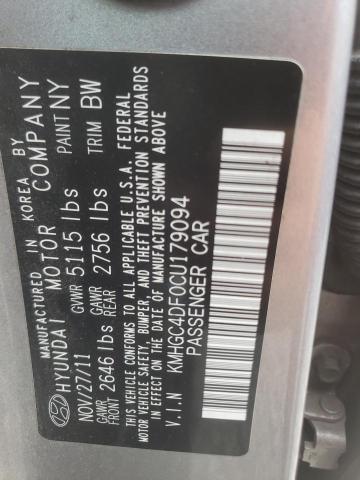 MANUFACTURED IN KOREA BY
HYUNDAI MOTOR COMPANY
NOV/27/11 GVWR 5115 lbs PAINT NY
GAWR FRONT 2646 lbs GAWR REAR 2756 lbs TRIM BW
THIS VEHICLE CONFORMS TO ALL APPLICABLE U.S.A. FEDERAL
MOTOR VEHICLE SAFETY, BUMPER, AND THEFT PREVENTION STANDARDS
IN EFFECT ON THE DATE OF MANUFACTURE SHOWN ABOVE
V.I.N KMHGC4DF0CU179094
PASSENGER CAR